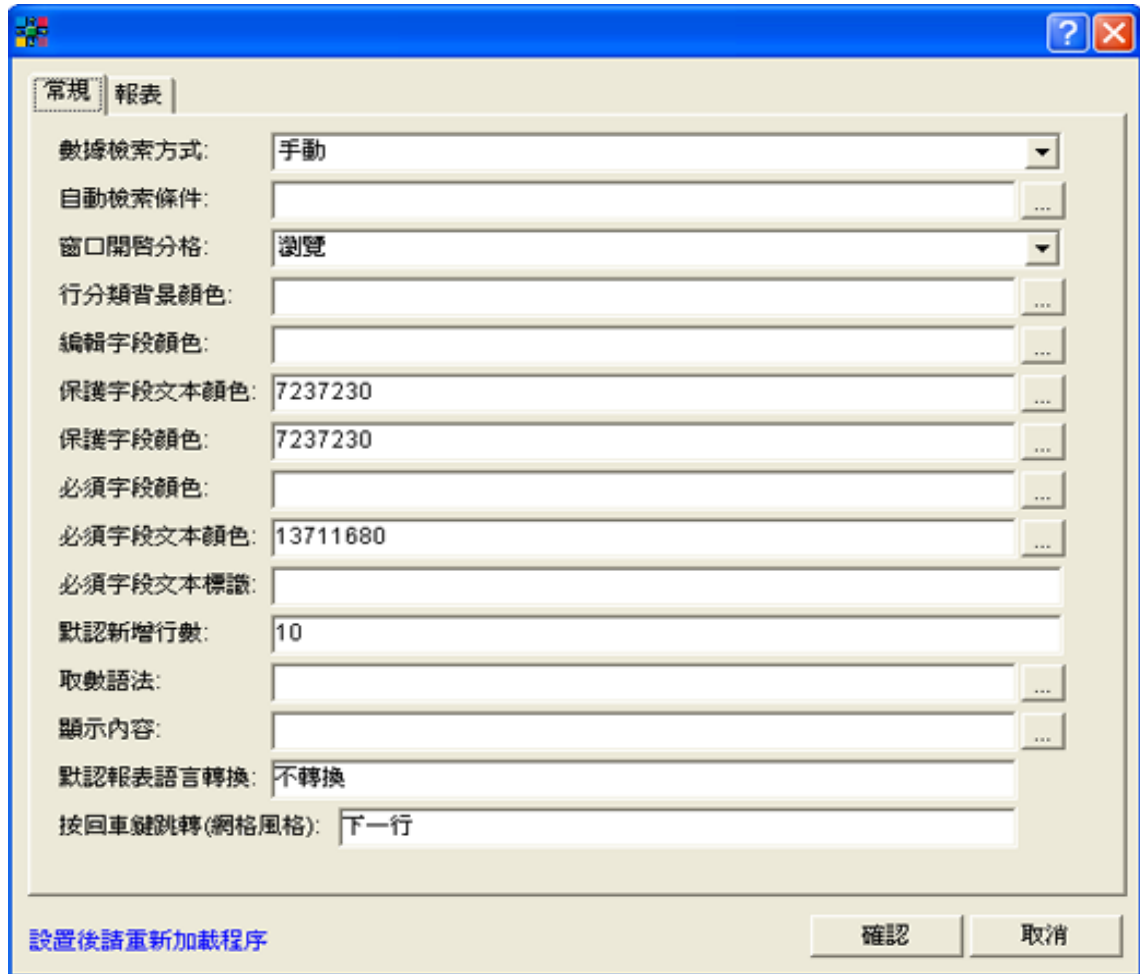 常規 報表
數據檢索方式: 手動
自動檢索條件: ...
窗口開啓分格: 瀏覽
行分類背景顏色: ...
編輯字段顏色: ...
保護字段文本顏色: 7237230 ...
保護字段顏色: 7237230 ...
必須字段顏色: ...
必須字段文本顏色: 13711680 ...
必須字段文本標識:
默認新增行數: 10
取數語法: ...
顯示內容: ...
默認報表語言轉換: 不轉換
按回車鍵跳轉(網格風格): 下一行
設置後請重新加載程序 確認 取消